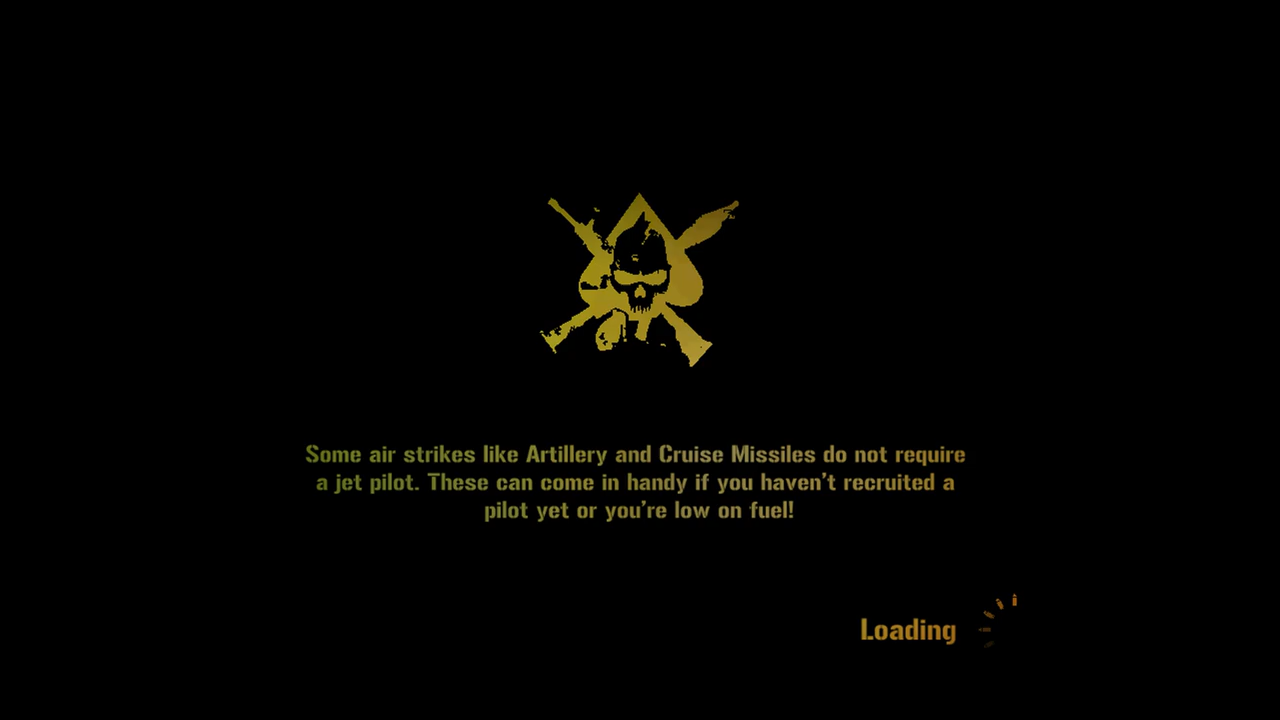 Some air strikes like Artillery and Cruise Missiles do not require
a jet pilot. These can come in handy if you haven't recruited a
pilot yet or you're low on fuel!
Loading